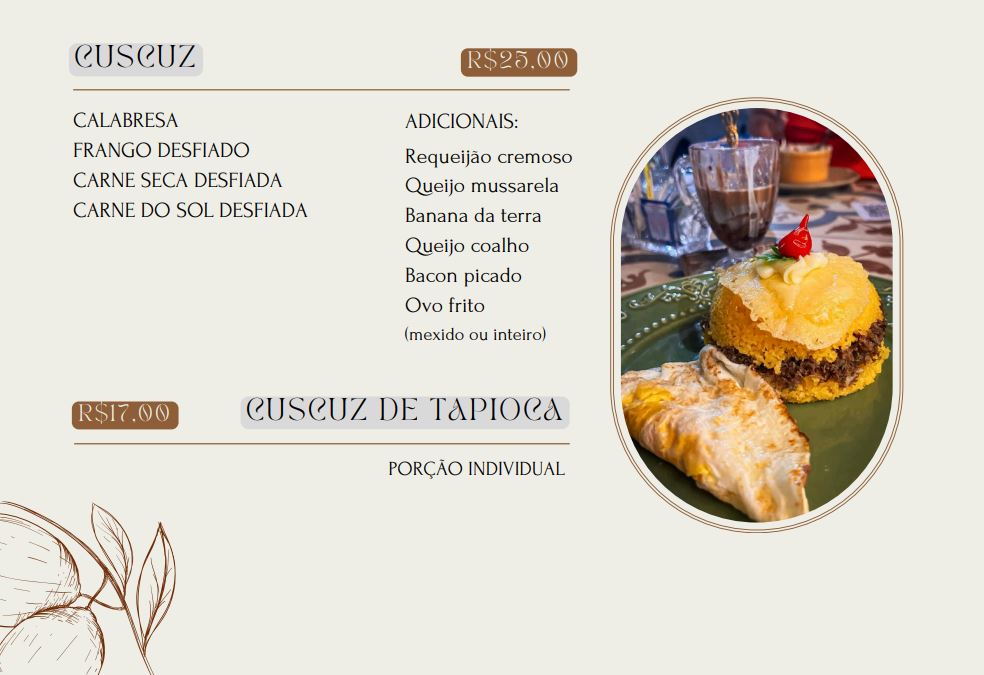 CUSCUZ
R$25,00
CALABRESA
FRANGO DESFIADO
CARNE SECA DESFIADA
CARNE DO SOL DESFIADA
ADICIONAIS:
Requeijão cremoso
Queijo mussarela
Banana da terra
Queijo coalho
Bacon picado
Ovo frito
(mexido ou inteiro)
R$17,00
CUSCUZ DE TAPIOCA
PORÇÃO INDIVIDUAL